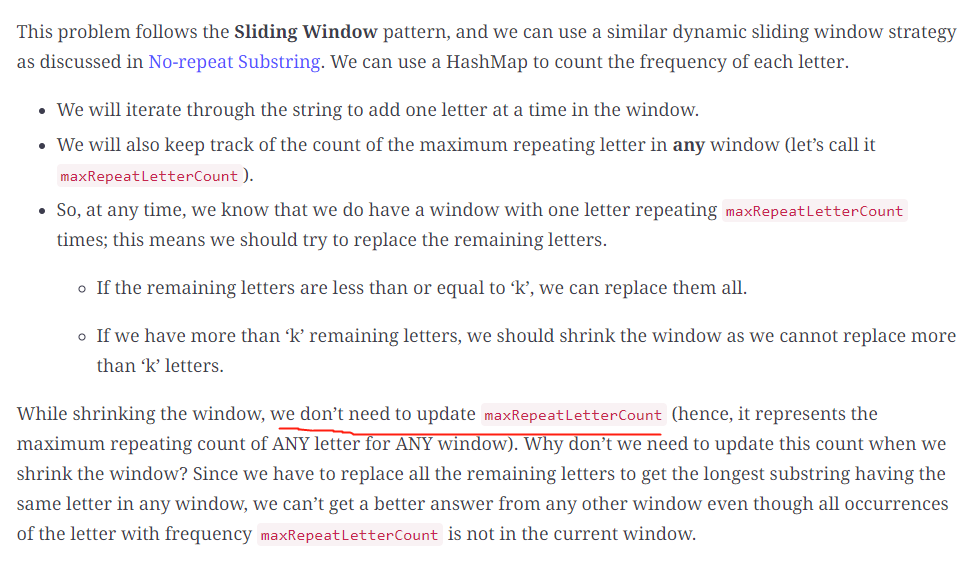 This problem follows the Sliding Window pattern, and we can use a similar dynamic sliding window strategy
as discussed in No-repeat Substring. We can use a HashMap to count the frequency of each letter.
• We will iterate through the string to add one letter at a time in the window.
• We will also keep track of the count of the maximum repeating letter in any window (let’s call it
maxRepeatLetterCount ).
• So, at any time, we know that we do have a window with one letter repeating maxRepeatLetterCount
times; this means we should try to replace the remaining letters.
◦ If the remaining letters are less than or equal to ‘k’, we can replace them all.
◦ If we have more than ‘k’ remaining letters, we should shrink the window as we cannot replace more
than ‘k’ letters.
While shrinking the window, we don’t need to update maxRepeatLetterCount (hence, it represents the
maximum repeating count of ANY letter for ANY window). Why don’t we need to update this count when we
shrink the window? Since we have to replace all the remaining letters to get the longest substring having the
same letter in any window, we can’t get a better answer from any other window even though all occurrences
of the letter with frequency maxRepeatLetterCount is not in the current window.